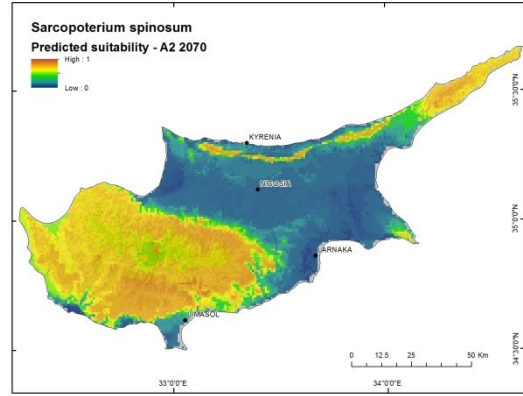 Sarcopoterium spinosum
Predicted suitability - A2 2070
High : 1
Low : 0
KYRENIA
NICOSIA
LARNAKA
LIMASOL
0 12.5 25 50 Km
33°0'0"E
34°0'0"E
35°30'0"N
35°0'0"N
34°30'0"N